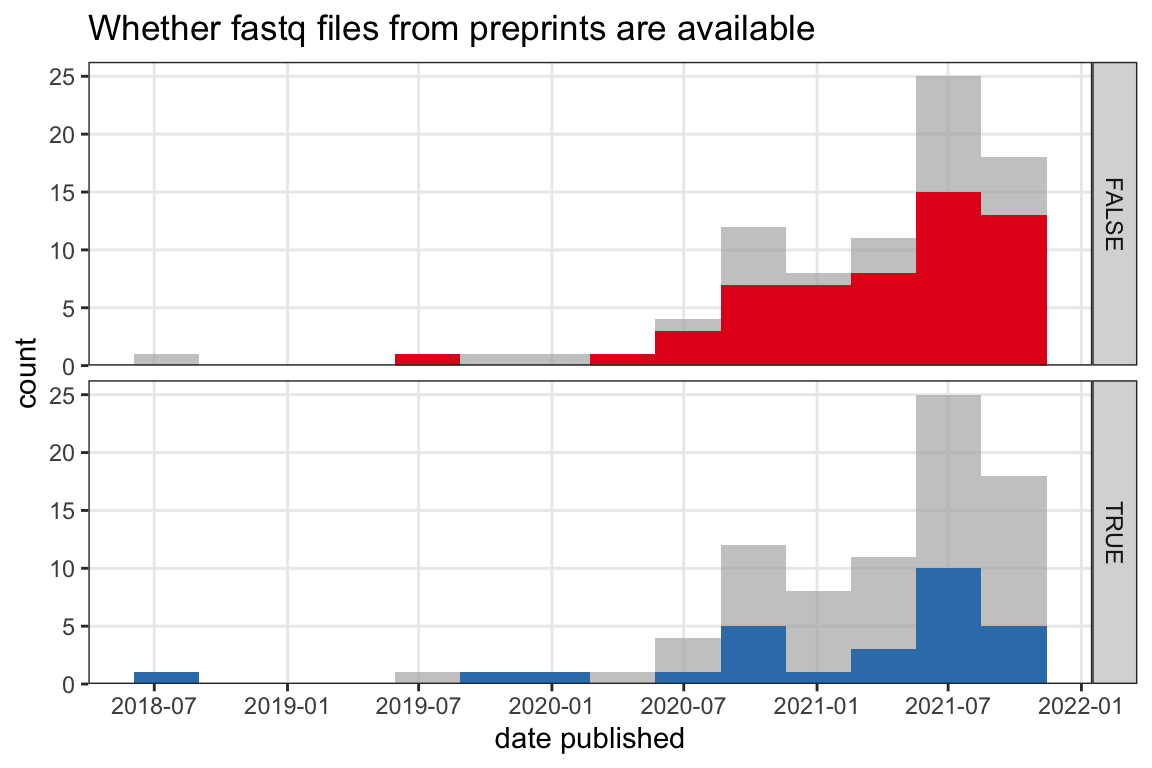 Whether fastq files from preprints are available
25
20
15
10
5
0
FALSE
count
25
20
15
10
5
0
TRUE
2018-07 2019-01 2019-07 2020-01 2020-07 2021-01 2021-07 2022-01
date published